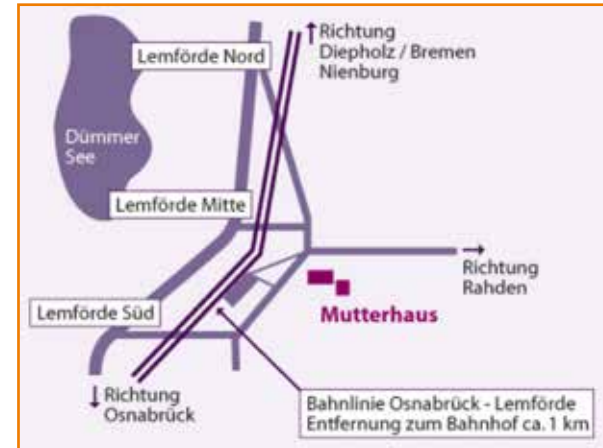 ↑Richtung
Diepholz / Bremen
Nienburg
Lemförde Nord
Dümmer
See
Lemförde Mitte
→
Richtung
Rahden
Lemförde Süd
Mutterhaus
↓ Richtung
Osnabrück
Bahnlinie Osnabrück - Lemförde
Entfernung zum Bahnhof ca. 1 km